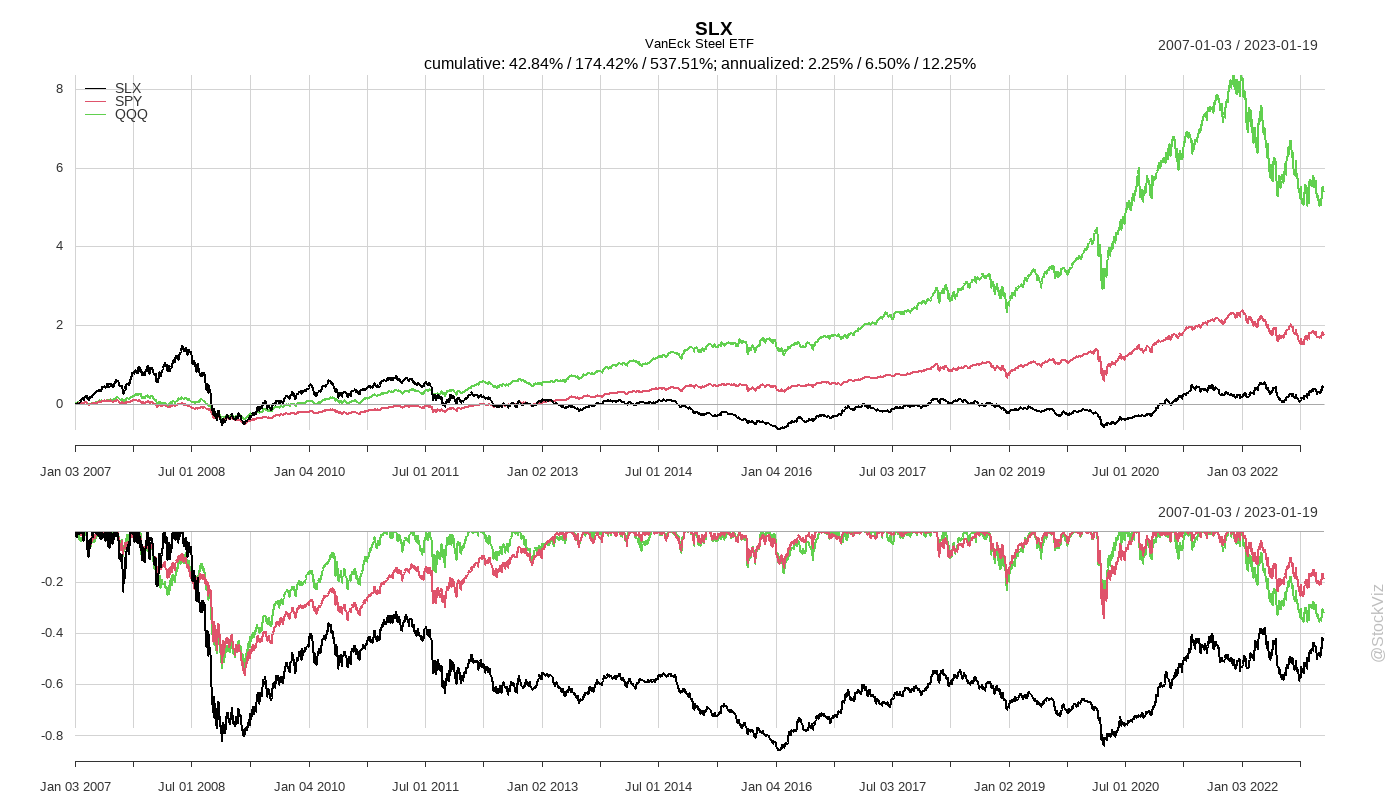 SLX
VanEck Steel ETF
2007-01-03 / 2023-01-19
cumulative: 42.84% / 174.42% / 537.51%; annualized: 2.25% / 6.50% / 12.25%
SLX
SPY
QQQ
8
6
4
2
0
Jan 03 2007 Jul 01 2008 Jan 04 2010 Jul 01 2011 Jan 02 2013 Jul 01 2014 Jan 04 2016 Jul 03 2017 Jan 02 2019 Jul 01 2020 Jan 03 2022
2007-01-03 / 2023-01-19
-0.2
-0.4
-0.6
-0.8
Jan 03 2007 Jul 01 2008 Jan 04 2010 Jul 01 2011 Jan 02 2013 Jul 01 2014 Jan 04 2016 Jul 03 2017 Jan 02 2019 Jul 01 2020 Jan 03 2022
@StockViz